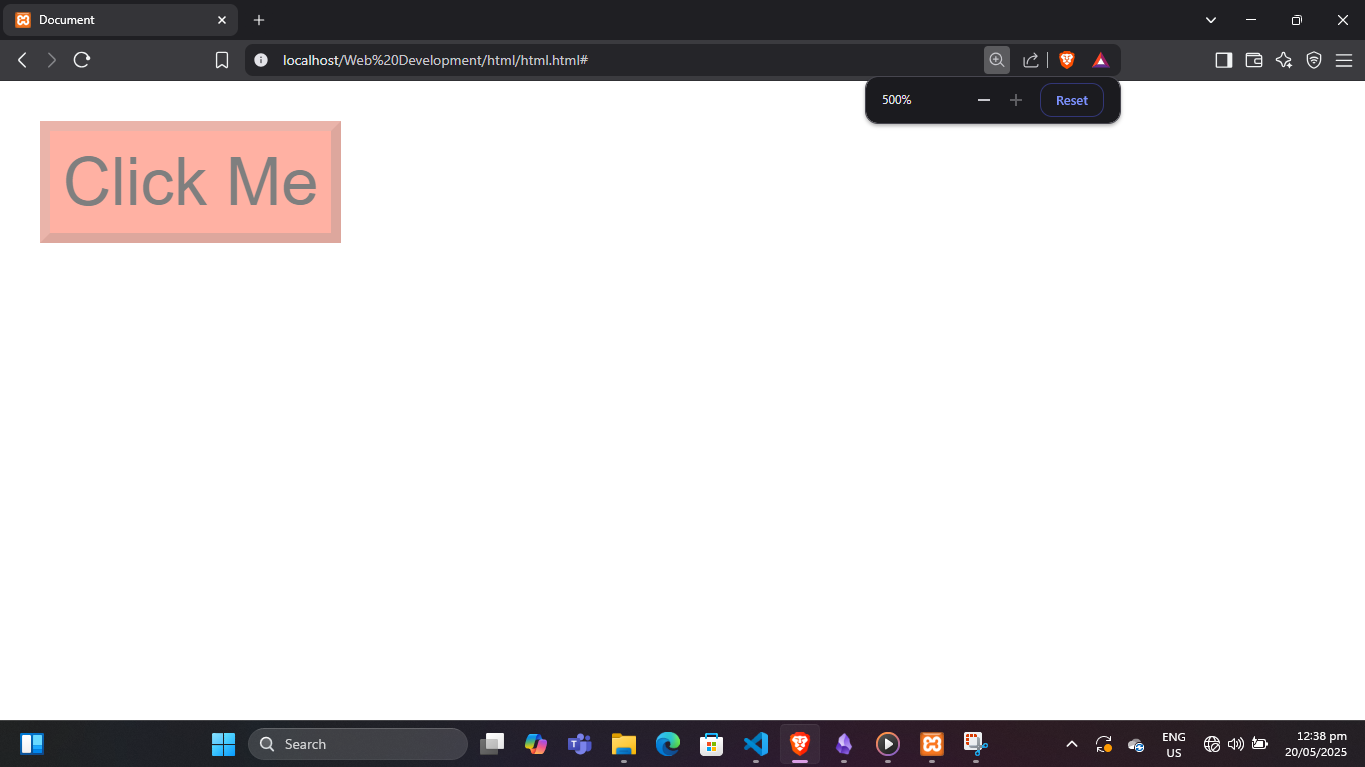 Document
localhost/Web%20Development/html/html.html#
500%
Reset
Click Me
Search
ENG
US
12:38 pm
20/05/2025